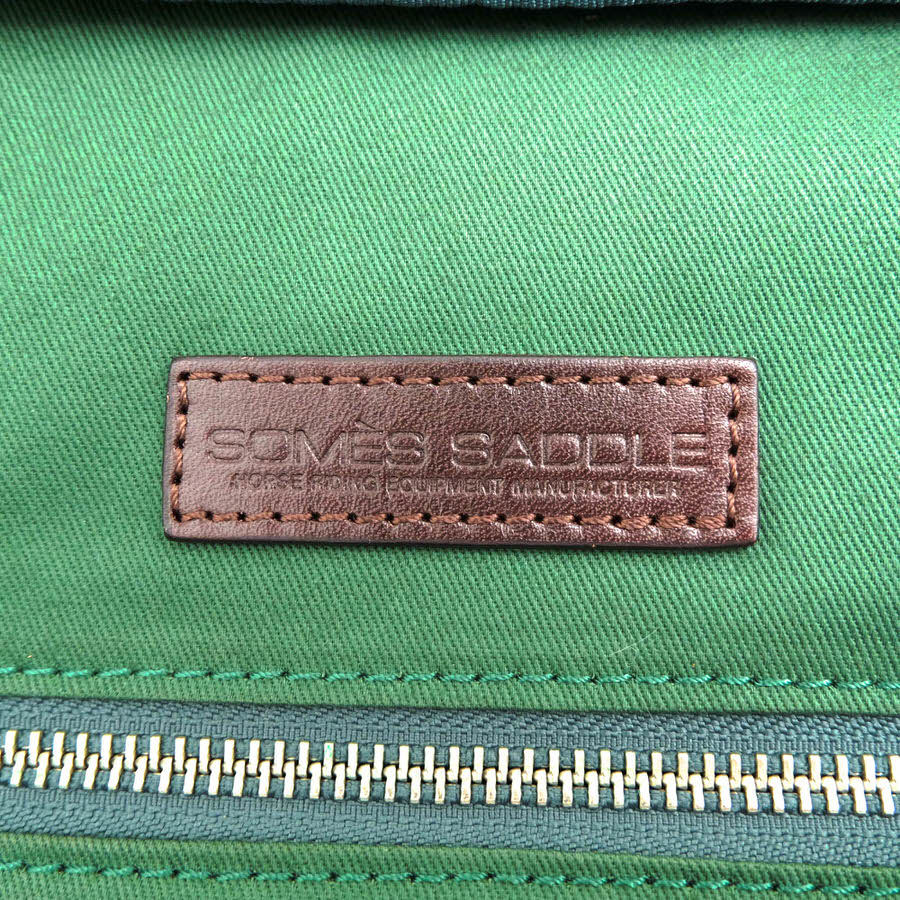 SOMÈS SADDLE
HORSE RIDING EQUIPMENT MANUFACTURER